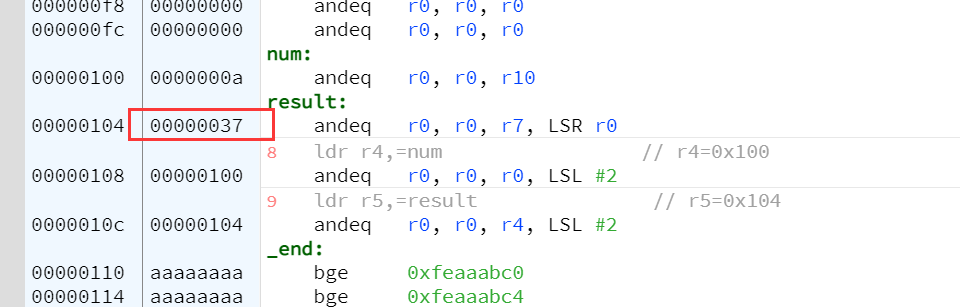 000000f8 00000000 andeq r0, r0, r0
000000fc 00000000 andeq r0, r0, r0
num:
00000100 0000000a andeq r0, r0, r10
result:
00000104 00000037 andeq r0, r0, r7, LSR r0
8 ldr r4,=num // r4=0x100
00000108 00000100 andeq r0, r0, r0, LSL #2
9 ldr r5,=result // r5=0x104
0000010c 00000104 andeq r0, r0, r4, LSL #2
_end:
00000110 aaaaaaaa bge 0xfeaaabc0
00000114 aaaaaaaa bge 0xfeaaabc4